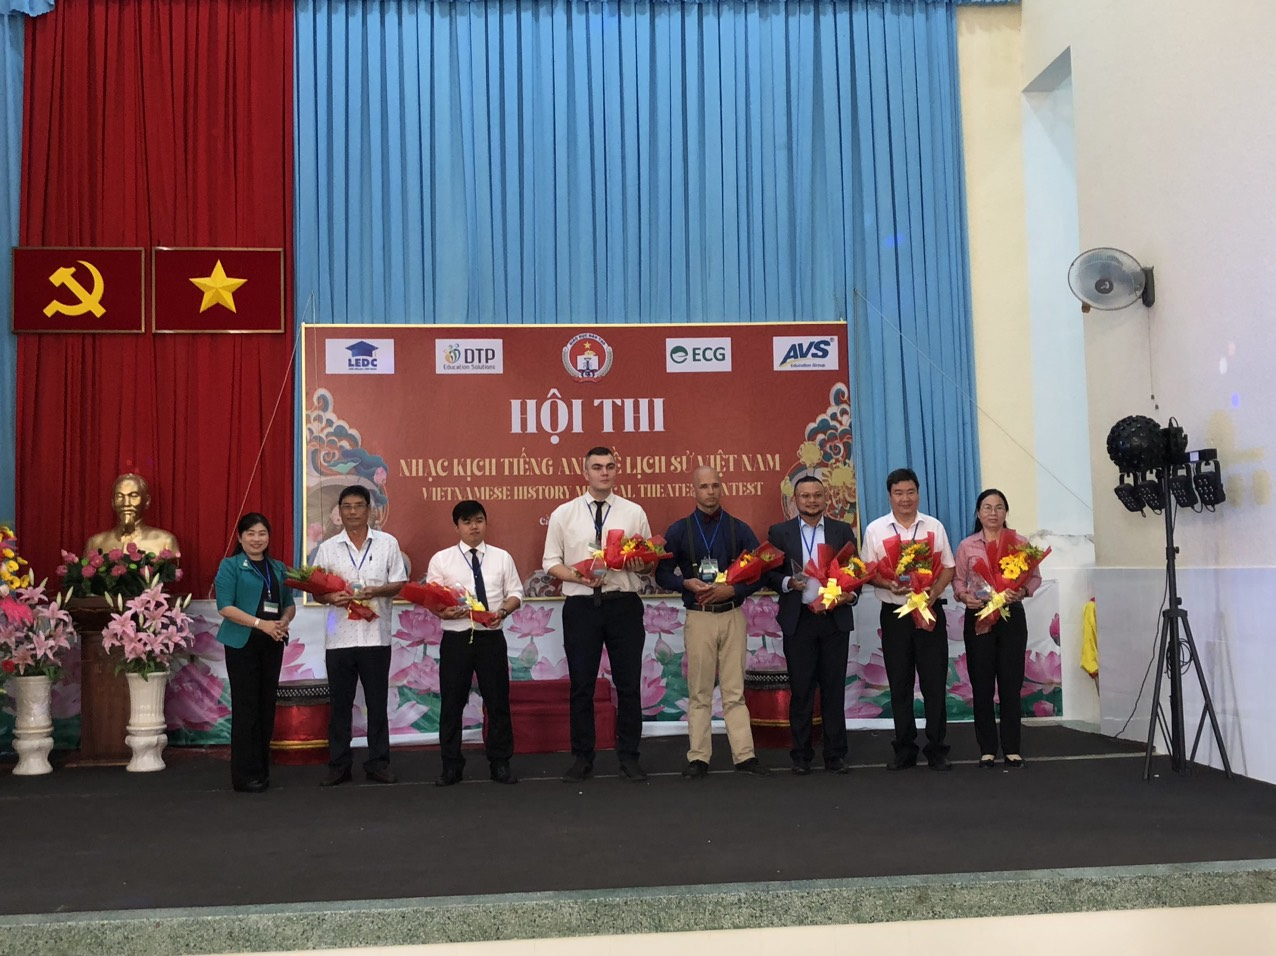 LEDC
DTP
Education Solutions
ECG
AVS
Education Group
HỘI THI
NHẠC KỊCH TIẾNG AN LỊCH SỬ VIỆT NAM
VIETNAMESE HISTORY M AL THEATE NTEST